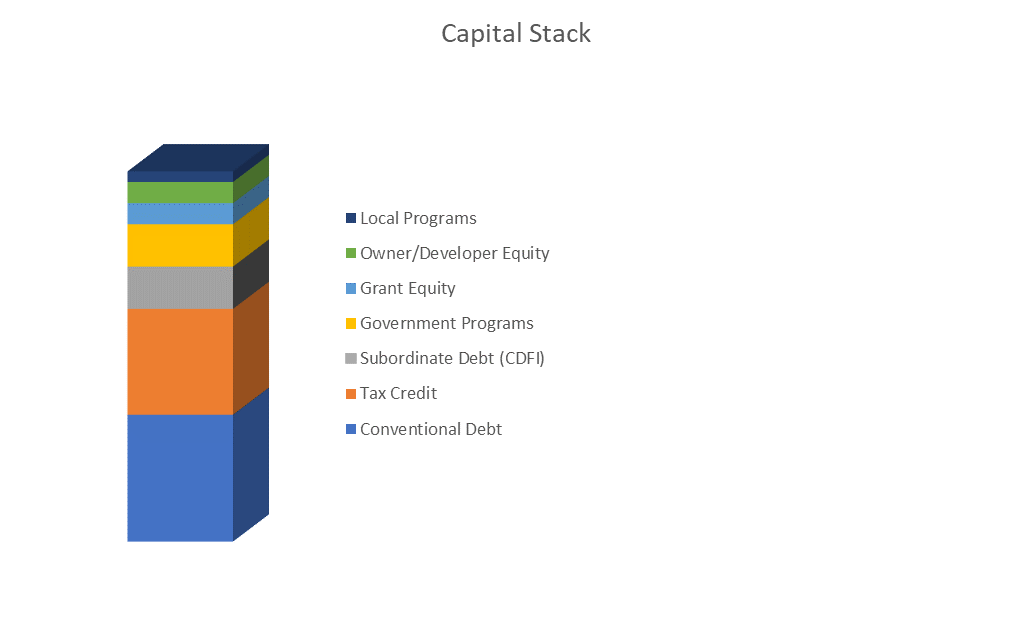 Capital Stack
Local Programs
Owner/Developer Equity
Grant Equity
Government Programs
Subordinate Debt (CDFI)
Tax Credit
Conventional Debt